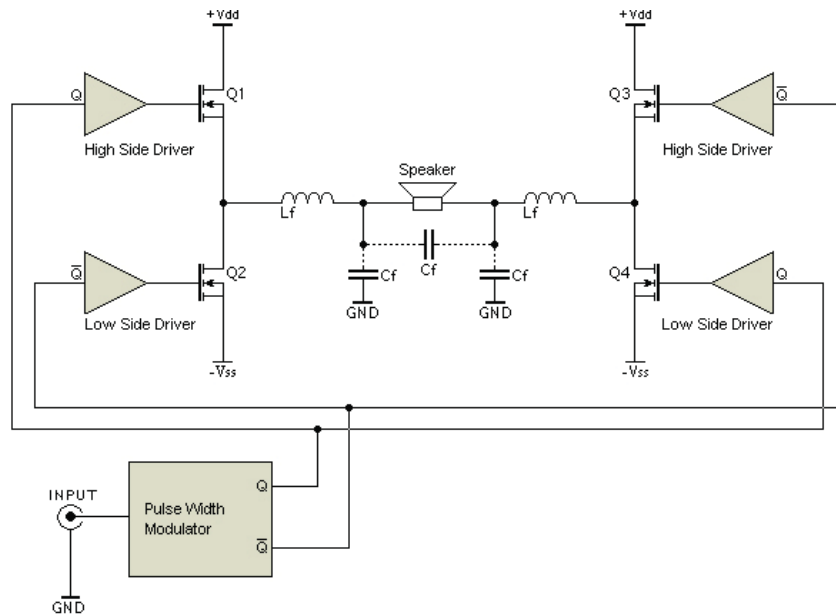 +Vdd
+Vdd
Q
Q1
Q3
Q̅
High Side Driver
High Side Driver
Speaker
Lf
Lf
Q̅
Q2
Q4
Q
Cf
Cf
Cf
Low Side Driver
Low Side Driver
GND
GND
-Vss
-Vss
INPUT
Pulse Width
Modulator
Q
Q̅
GND